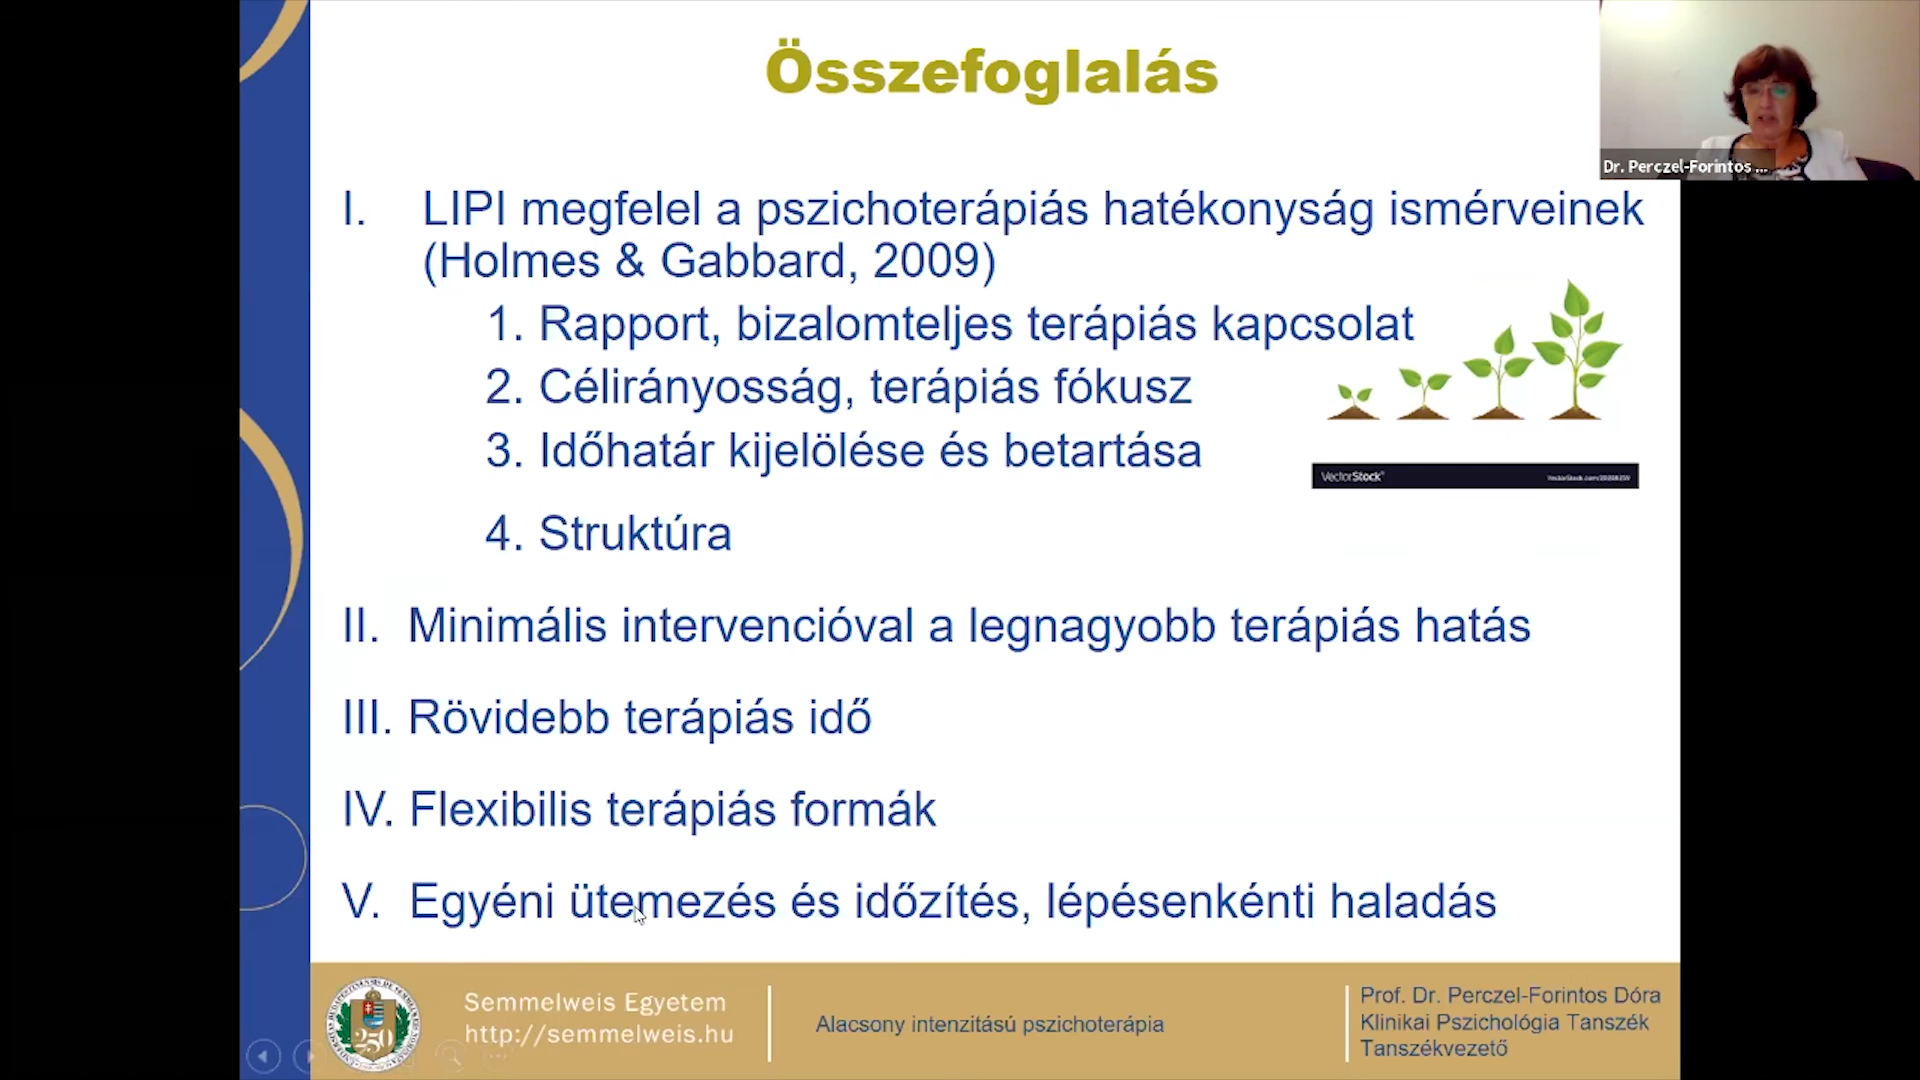 Összefoglalás
Dr. Perczel-Forintos ...
I. LIPI megfelel a pszichoterápiás hatékonyság ismérveinek
(Holmes & Gabbard, 2009)
1. Rapport, bizalomteljes terápiás kapcsolat
2. Célirányosság, terápiás fókusz
3. Időhatár kijelölése és betartása
VectorStock®
4. Struktúra
II. Minimális intervencióval a legnagyobb terápiás hatás
III. Rövidebb terápiás idő
IV. Flexibilis terápiás formák
V. Egyéni ütemezés és időzítés, lépésenkénti haladás
250
Semmelweis Egyetem
http://semmelweis.hu
Alacsony intenzitású pszichoterápia
Prof. Dr. Perczel-Forintos Dóra
Klinikai Pszichológia Tanszék
Tanszékvezető